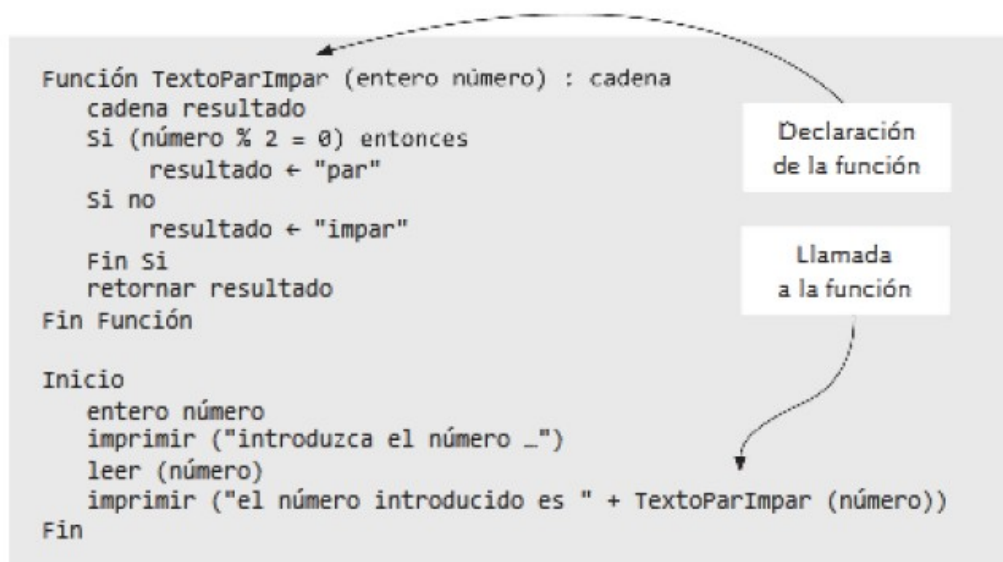 Función TextoParImpar (entero número) : cadena
cadena resultado
Si (número % 2 = 0) entonces
resultado ← "par"
Si no
resultado ← "impar"
Fin Si
retornar resultado
Fin Función
Declaración
de la función
Llamada
a la función
Inicio
entero número
imprimir ("introduzca el número …")
leer (número)
imprimir ("el número introducido es " + TextoParImpar (número))
Fin